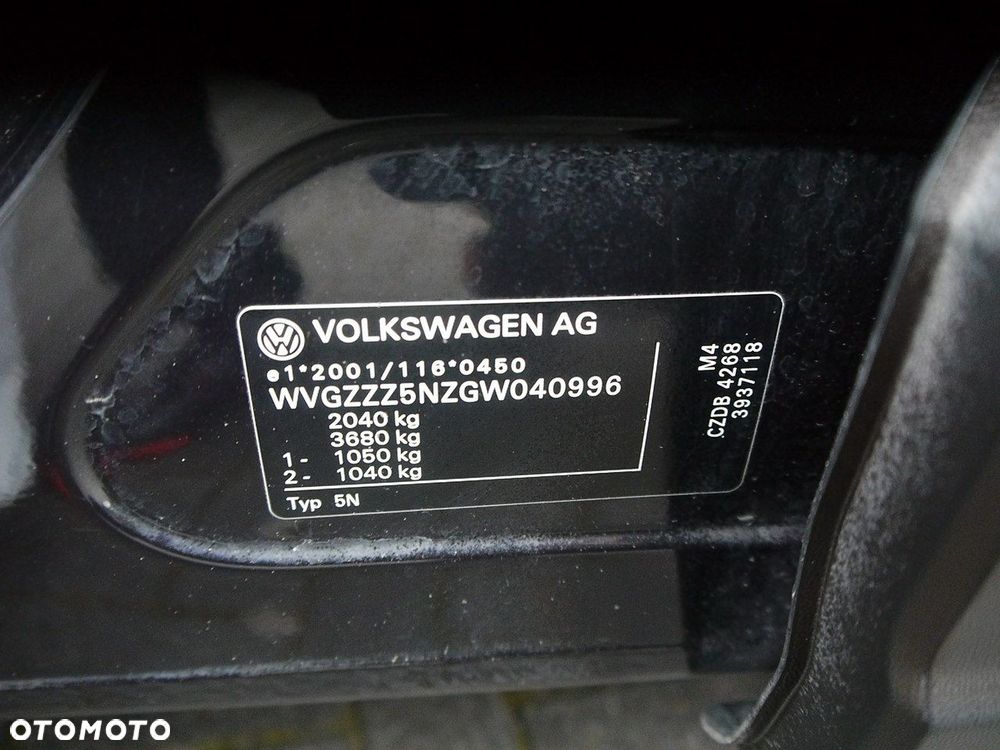 VOLKSWAGEN AG
e1*2001/116*0450
WVGZZZ5NZGW040996
2040 kg
3680 kg
1- 1050 kg
2- 1040 kg
Typ 5N
M4
CZDB 4268
3937118
OTOMOTO